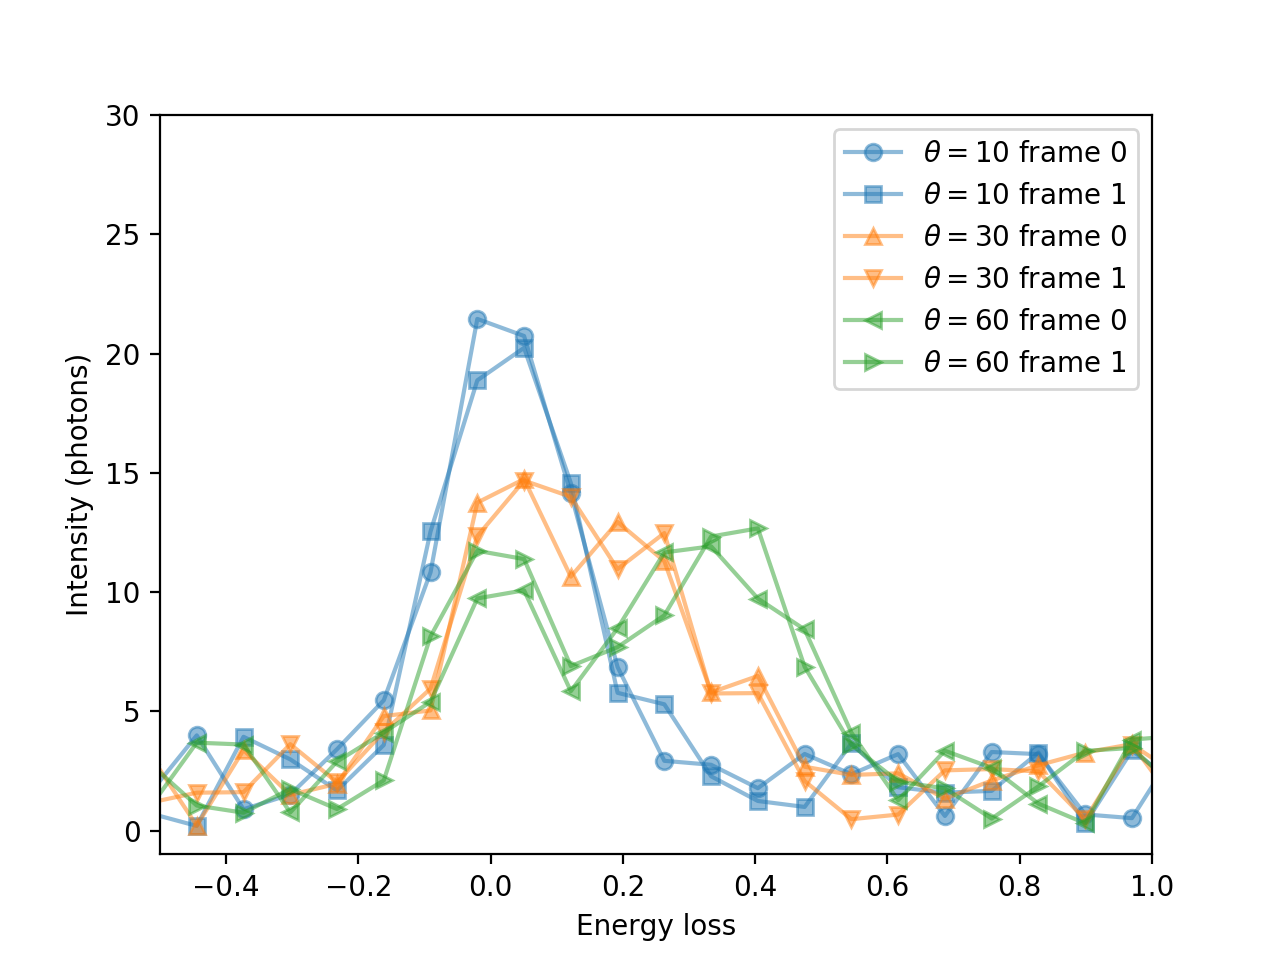 30
25
20
15
10
5
0
Intensity (photons)
θ = 10 frame 0
θ = 10 frame 1
θ = 30 frame 0
θ = 30 frame 1
θ = 60 frame 0
θ = 60 frame 1
−0.4 −0.2 0.0 0.2 0.4 0.6 0.8 1.0
Energy loss